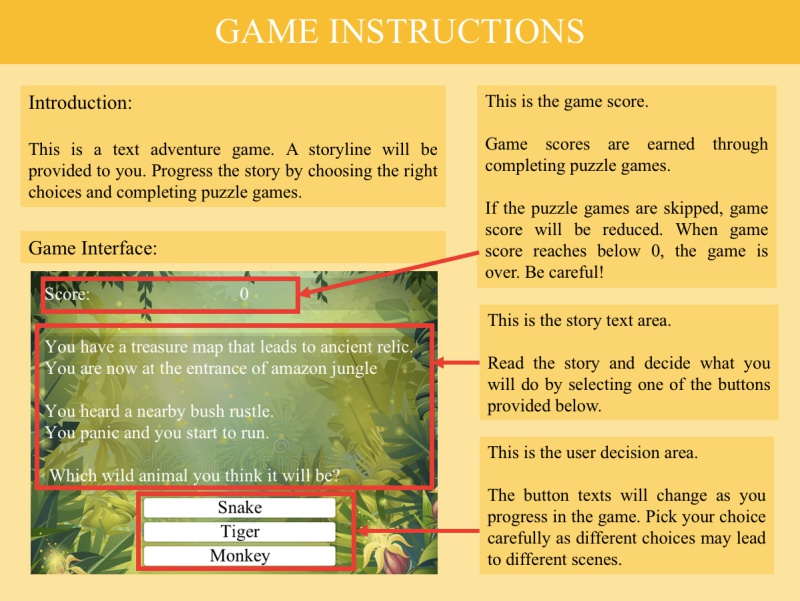 GAME INSTRUCTIONS
Introduction:
This is a text adventure game. A storyline will be
provided to you. Progress the story by choosing the right
choices and completing puzzle games.
Game Interface:
Score: 0
You have a treasure map that leads to ancient relic.
You are now at the entrance of amazon jungle
You heard a nearby bush rustle.
You panic and you start to run.
Which wild animal you think it will be?
Snake
Tiger
Monkey
This is the game score.
Game scores are earned through
completing puzzle games.
If the puzzle games are skipped, game
score will be reduced. When game
score reaches below 0, the game is
over. Be careful!
This is the story text area.
Read the story and decide what you
will do by selecting one of the buttons
provided below.
This is the user decision area.
The button texts will change as you
progress in the game. Pick your choice
carefully as different choices may lead
to different scenes.